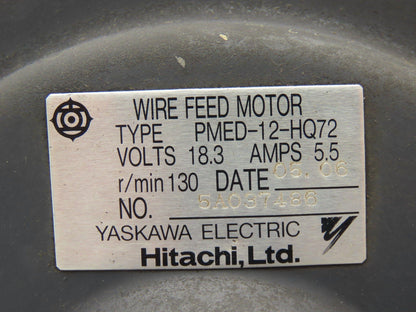 WIRE FEED MOTOR
TYPE PMED-12-HQ72
VOLTS 18.3 AMPS 5.5
r/min 130 DATE 05.06
NO. 5A087486
YASKAWA ELECTRIC
Hitachi, Ltd.